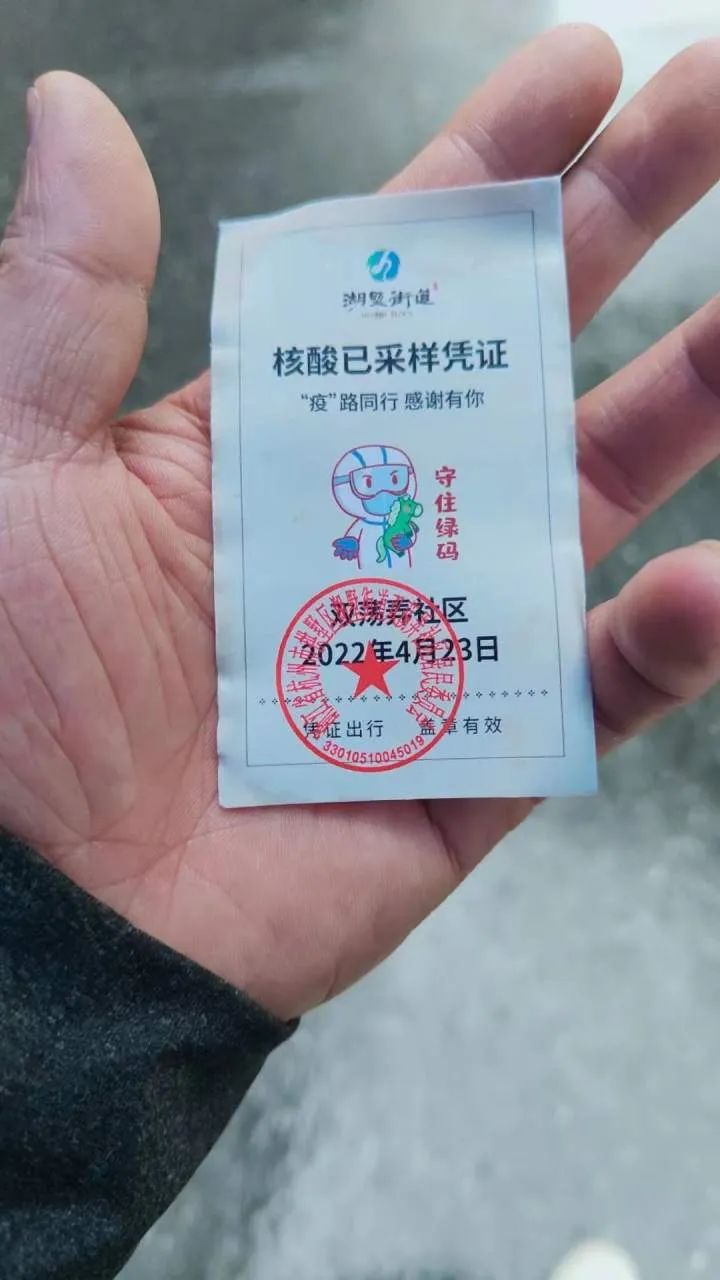 湖墅街道
核酸已采样凭证
“疫”路同行 感谢有你
守住绿码
双荡弄社区
2022年4月23日
凭证出行 盖章有效
33010510045019